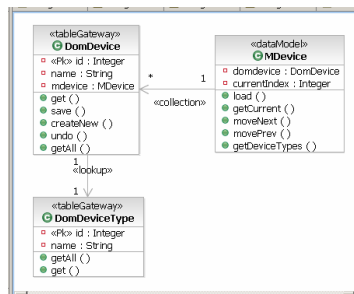 «tableGateway»
DomDevice
«Pk» id : Integer
name : String
mdevice : MDevice
get ( )
save ( )
createNew ( )
undo ( )
getAll ( )
«dataModel»
MDevice
domdevice : DomDevice
currentIndex : Integer
load ( )
getCurrent ( )
moveNext ( )
movePrev ( )
getDeviceTypes ( )
* 1
«collection»
1
«lookup»
1
«tableGateway»
DomDeviceType
«Pk» id : Integer
name : String
getAll ( )
get ( )